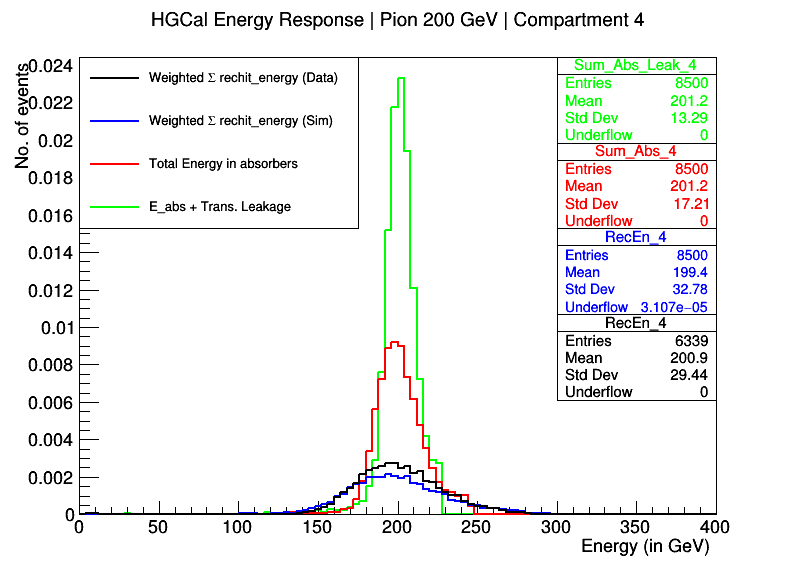 HGCal Energy Response | Pion 200 GeV | Compartment 4
No. of events
0.024
0.022
0.02
0.018
0.016
0.014
0.012
0.01
0.008
0.006
0.004
0.002
0
Weighted Σ rechit_energy (Data)
Weighted Σ rechit_energy (Sim)
Total Energy in absorbers
E_abs + Trans. Leakage
Sum_Abs_Leak_4
Entries 8500
Mean 201.2
Std Dev 13.29
Underflow 0
Sum_Abs_4
Entries 8500
Mean 201.2
Std Dev 17.21
Underflow 0
RecEn_4
Entries 8500
Mean 199.4
Std Dev 32.78
Underflow 3.107e−05
RecEn_4
Entries 6339
Mean 200.9
Std Dev 29.44
Underflow 0
0 50 100 150 200 250 300 350 400
Energy (in GeV)